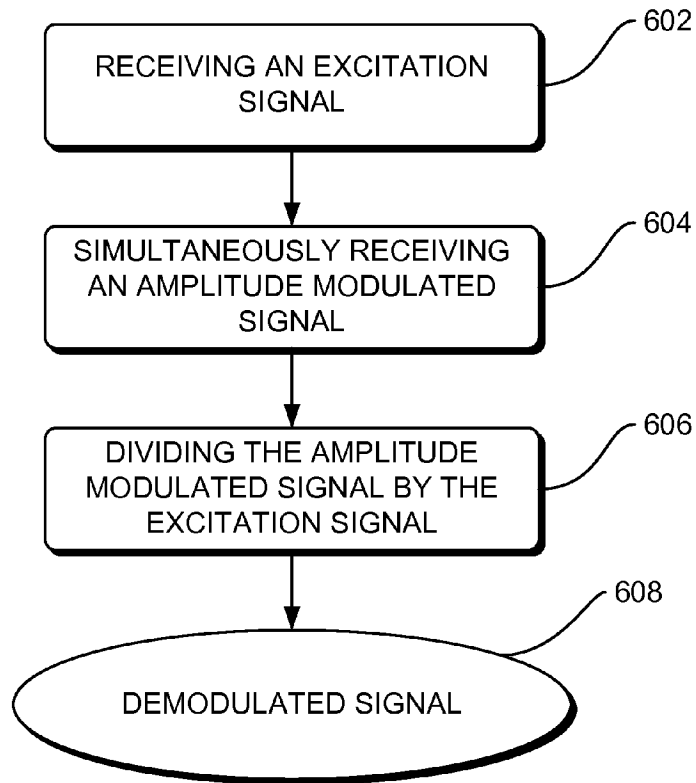 602
RECEIVING AN EXCITATION
SIGNAL
604
SIMULTANEOUSLY RECEIVING
AN AMPLITUDE MODULATED
SIGNAL
606
DIVIDING THE AMPLITUDE
MODULATED SIGNAL BY THE
EXCITATION SIGNAL
608
DEMODULATED SIGNAL